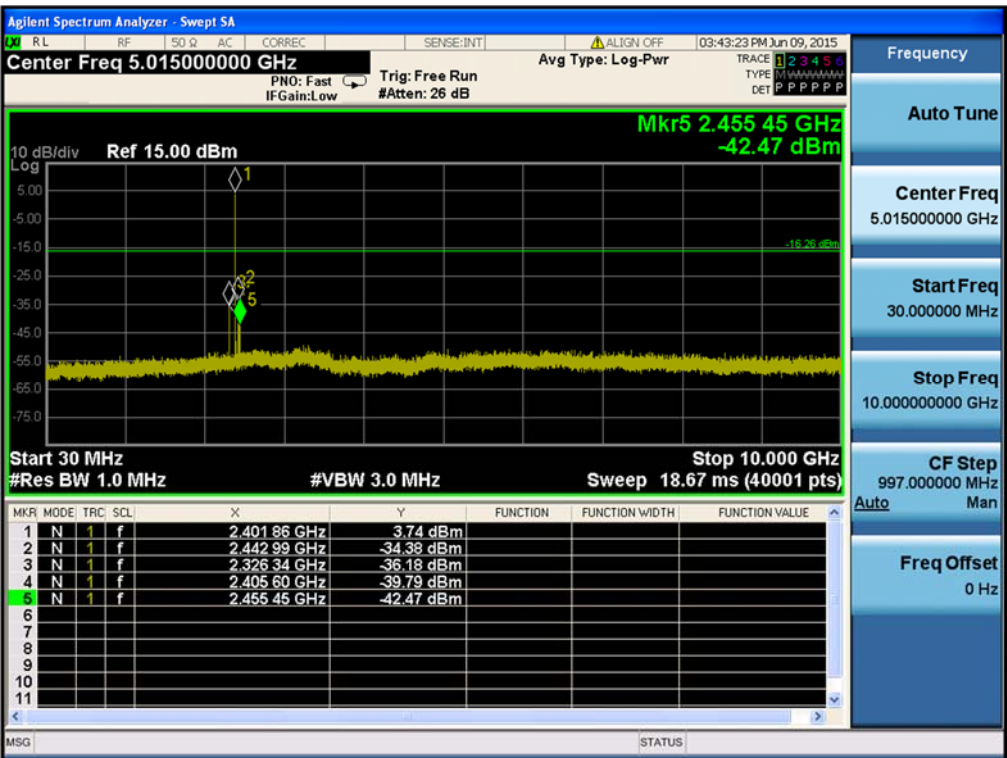 Agilent Spectrum Analyzer - Swept SA
LXI RL RF 50 Ω AC CORREC SENSE:INT ALIGN OFF 03:43:23 PM Jun 09, 2015
Center Freq 5.015000000 GHz
PNO: Fast
IFGain:Low
Trig: Free Run
#Atten: 26 dB
Avg Type: Log-Pwr
TRACE 1 2 3 4 5 6
TYPE M W W W W W
DET P P P P P P
Mkr5 2.455 45 GHz
-42.47 dBm
10 dB/div Ref 15.00 dBm
Log
1
5.00
-5.00
-15.0
-16.26 dBm
-25.0
2
3
5
-35.0
-45.0
-55.0
-65.0
-75.0
Start 30 MHz Stop 10.000 GHz
#Res BW 1.0 MHz #VBW 3.0 MHz Sweep 18.67 ms (40001 pts)
MKR MODE TRC SCL X Y FUNCTION FUNCTION WIDTH FUNCTION VALUE
1 N 1 f 2.401 86 GHz 3.74 dBm
2 N 1 f 2.442 99 GHz -34.38 dBm
3 N 1 f 2.326 34 GHz -36.18 dBm
4 N 1 f 2.405 60 GHz -39.79 dBm
5 N 1 f 2.455 45 GHz -42.47 dBm
6
7
8
9
10
11
MSG STATUS
Frequency
Auto Tune
Center Freq
5.015000000 GHz
Start Freq
30.000000 MHz
Stop Freq
10.000000000 GHz
CF Step
997.000000 MHz
Auto Man
Freq Offset
0 Hz